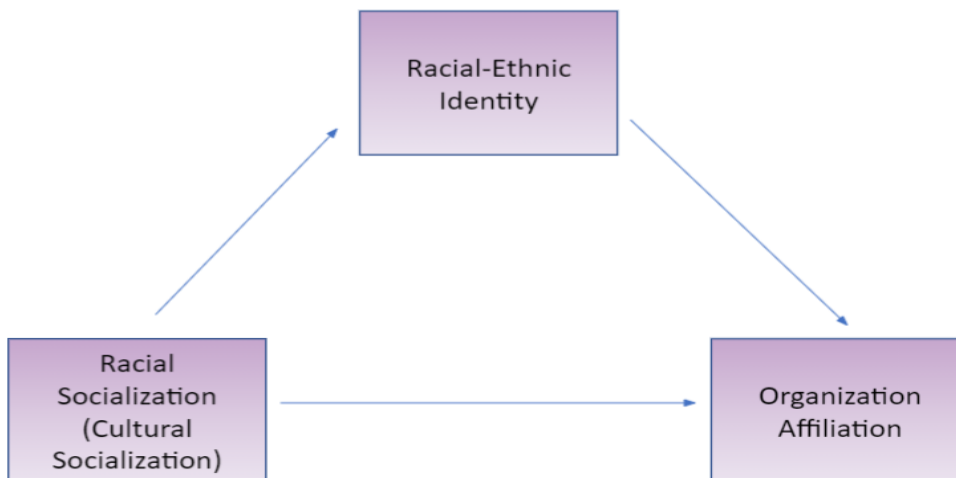 Racial-Ethnic
Identity
Racial
Socialization
(Cultural
Socialization)
Organization
Affiliation